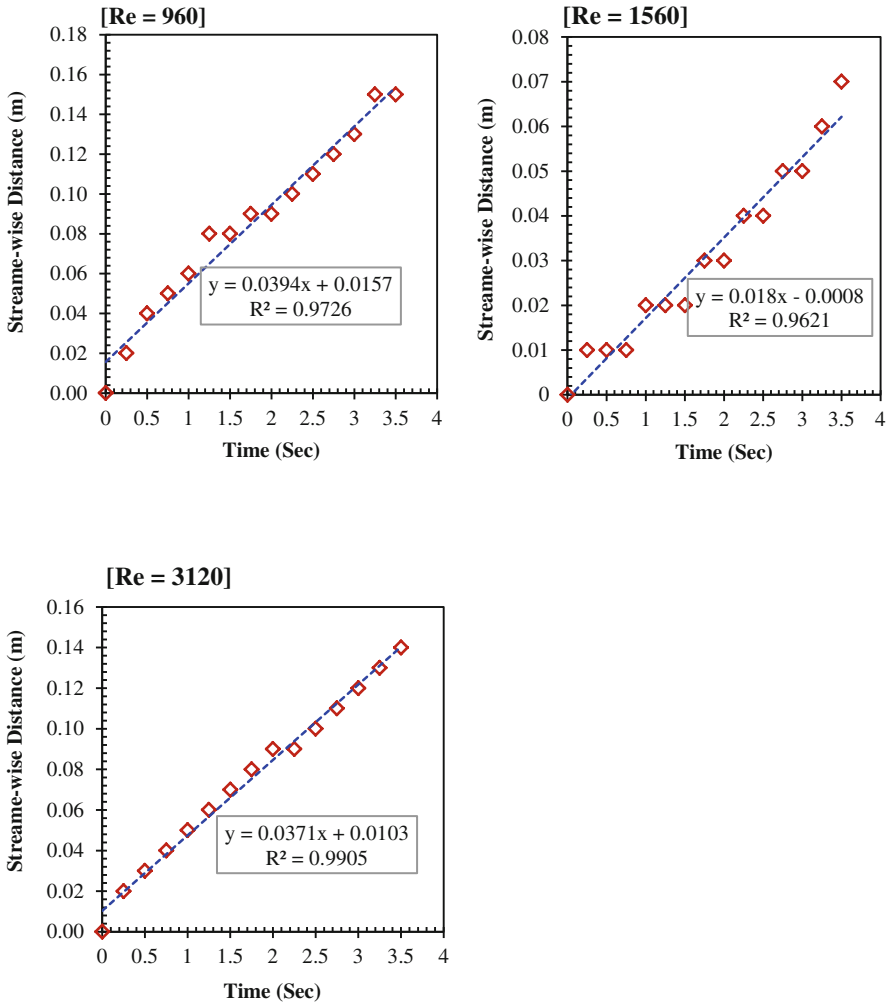 [Re = 960]
Streame-wise Distance (m)
0.18
0.16
0.14
0.12
0.10
0.08
0.06
0.04
0.02
0.00
y = 0.0394x + 0.0157
R² = 0.9726
0 0.5 1 1.5 2 2.5 3 3.5 4
Time (Sec)
[Re = 1560]
Streame-wise Distance (m)
0.08
0.07
0.06
0.05
0.04
0.03
0.02
0.01
0
y = 0.018x - 0.0008
R² = 0.9621
0 0.5 1 1.5 2 2.5 3 3.5 4
Time (Sec)
[Re = 3120]
Streame-wise Distance (m)
0.16
0.14
0.12
0.10
0.08
0.06
0.04
0.02
0.00
y = 0.0371x + 0.0103
R² = 0.9905
0 0.5 1 1.5 2 2.5 3 3.5 4
Time (Sec)